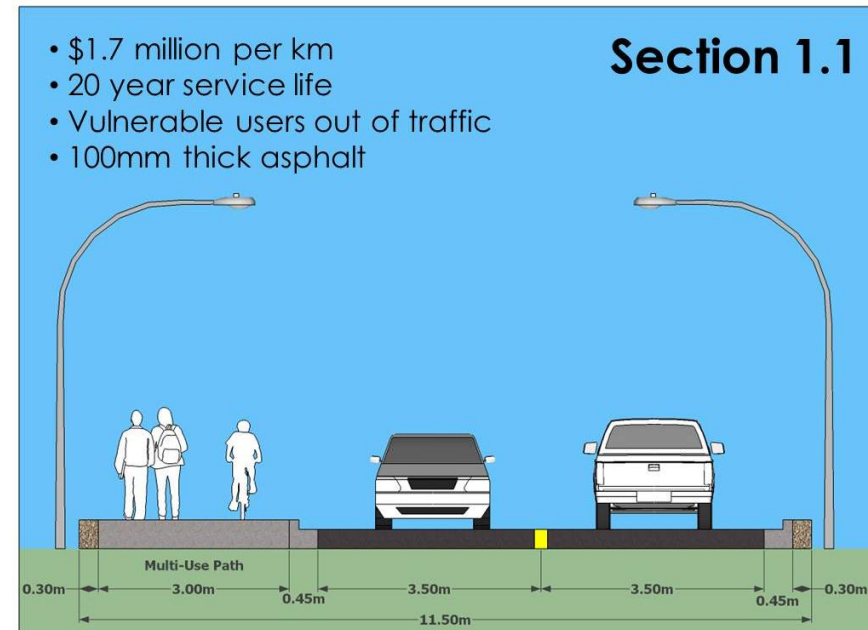 • $1.7 million per km
• 20 year service life
• Vulnerable users out of traffic
• 100mm thick asphalt
Section 1.1
Multi-Use Path
0.30m
3.00m
0.45m
3.50m
3.50m
0.45m
0.30m
11.50m